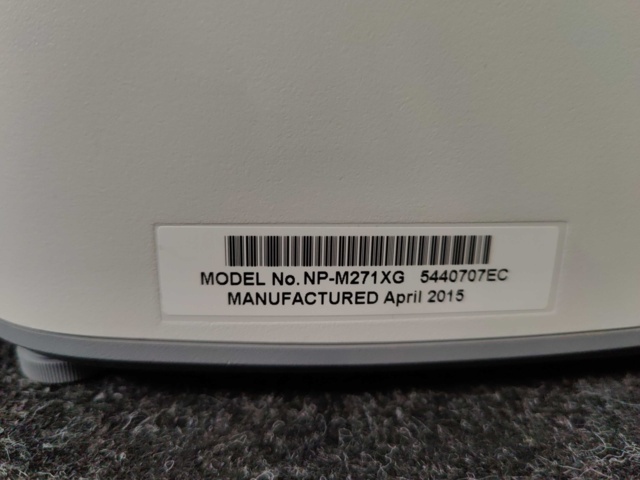 MODEL No. NP-M271XG 5440707EC
MANUFACTURED April 2015